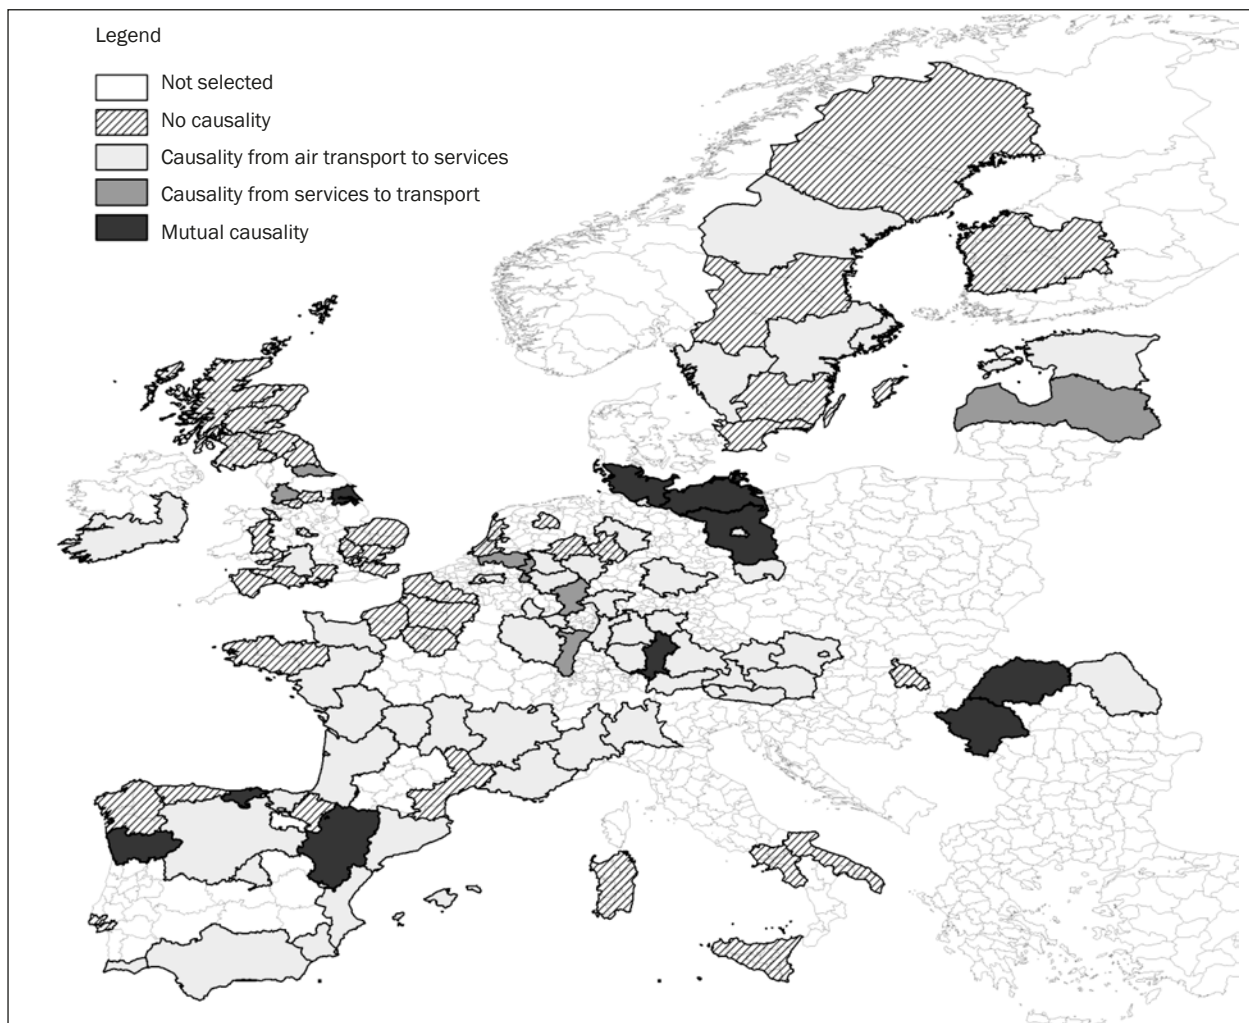 Legend
Not selected
No causality
Causality from air transport to services
Causality from services to transport
Mutual causality